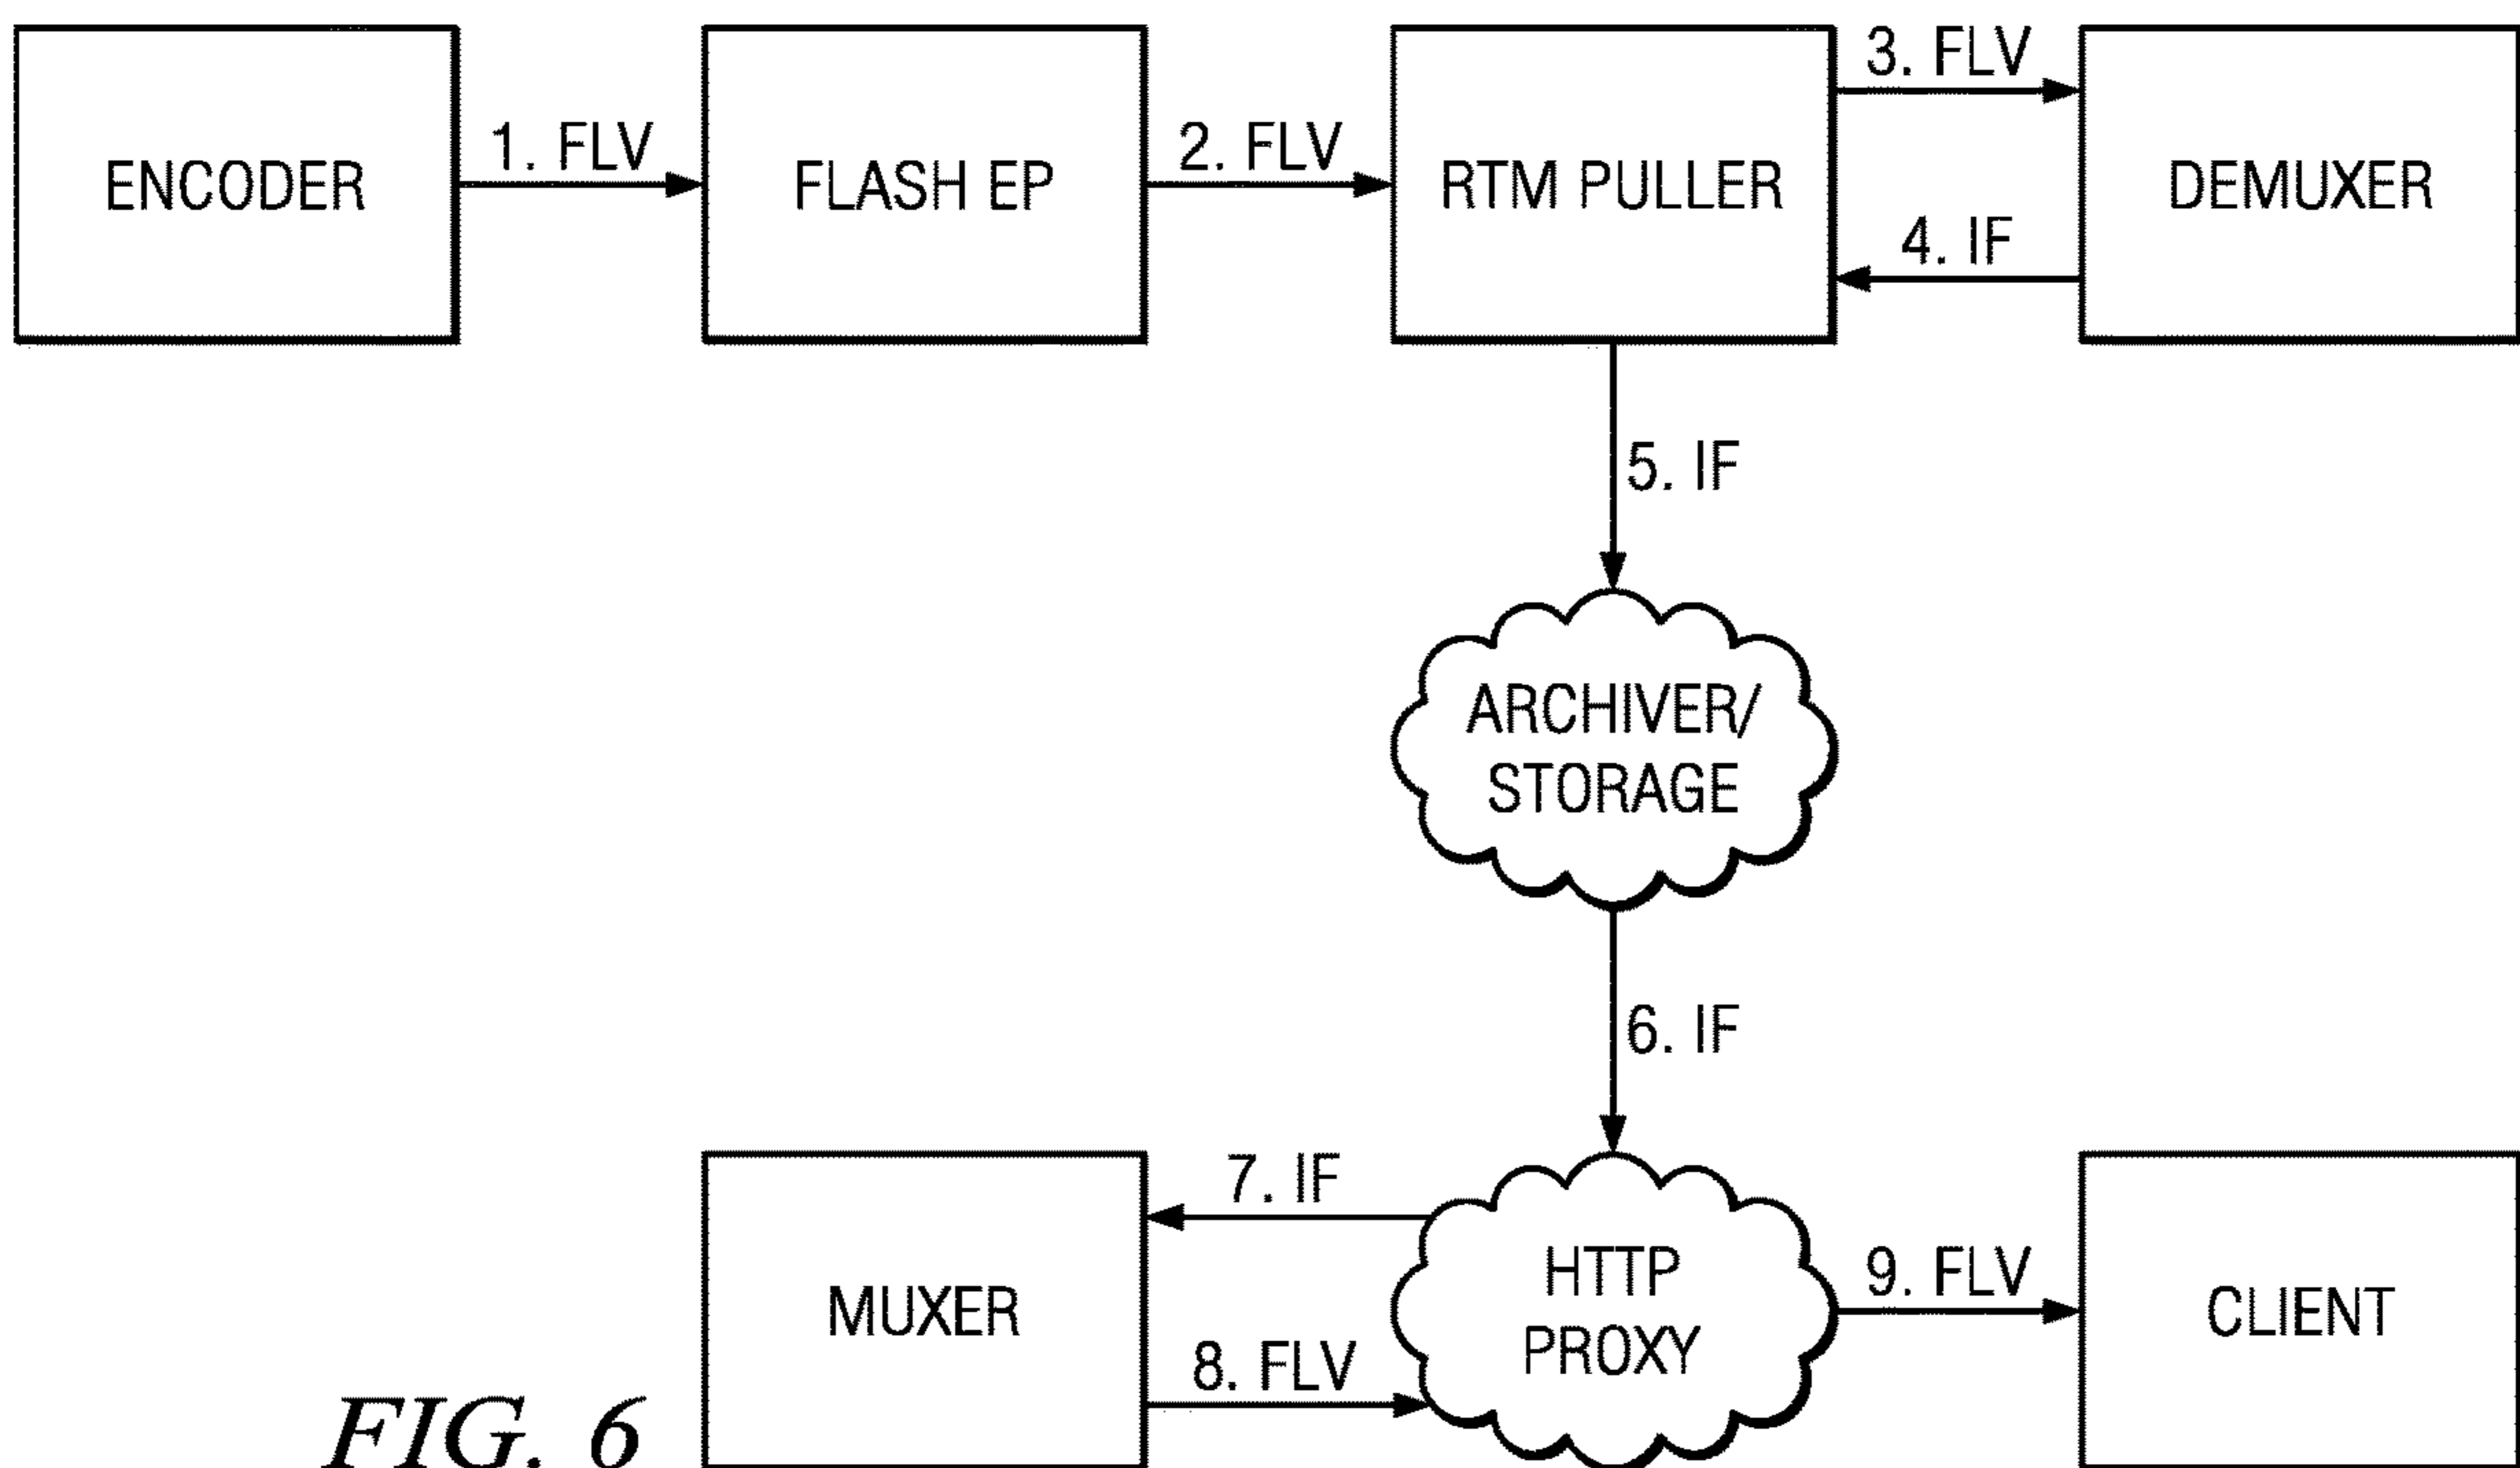 ENCODER
1. FLV
FLASH EP
2. FLV
RTM PULLER
3. FLV
4. IF
DEMUXER
5. IF
ARCHIVER/
STORAGE
6. IF
MUXER
7. IF
8. FLV
HTTP
PROXY
9. FLV
CLIENT
FIG. 6